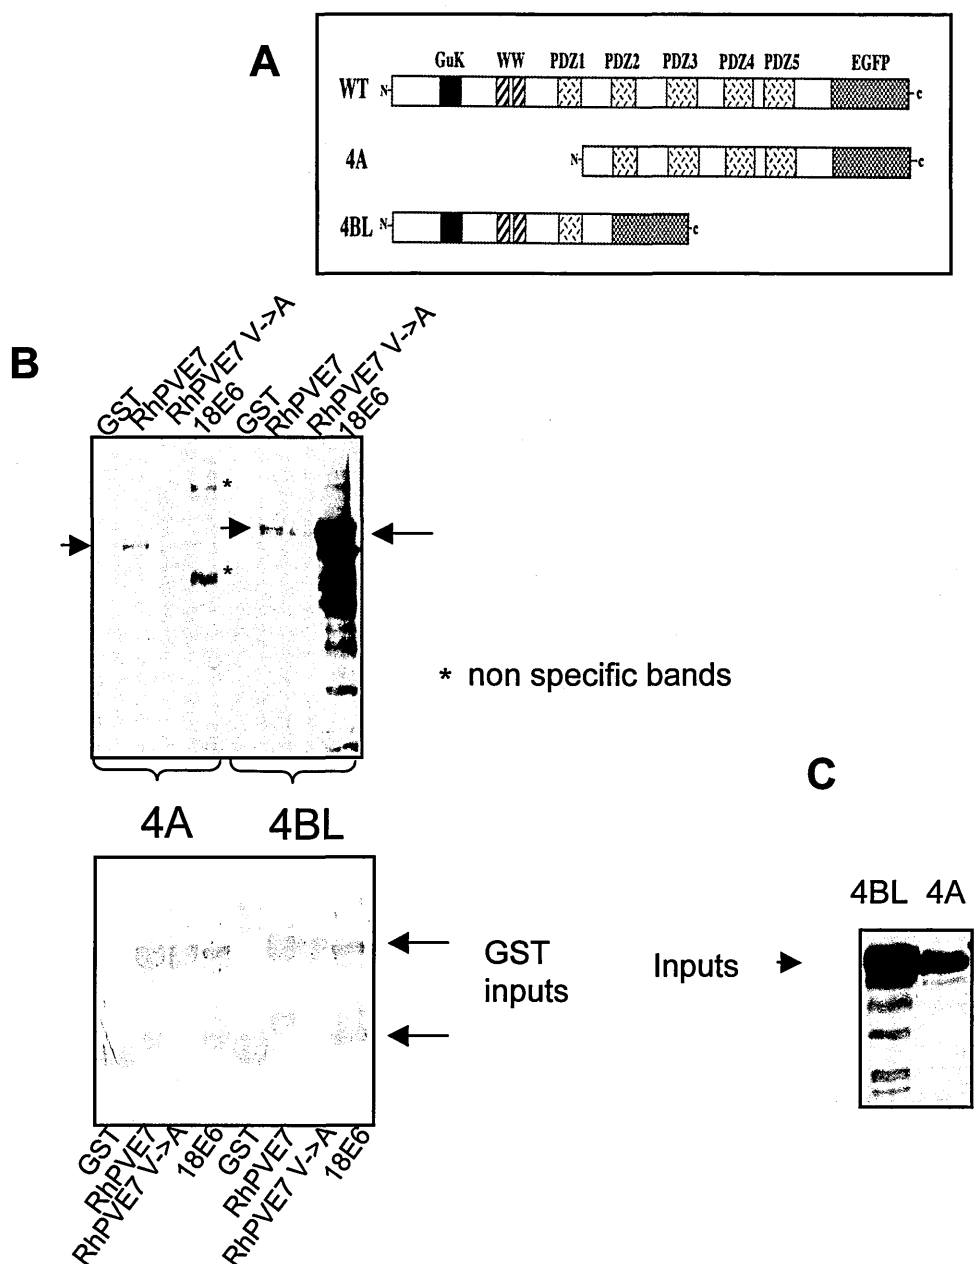 A
GuK WW PDZ1 PDZ2 PDZ3 PDZ4 PDZ5 EGFP
WT N- -c
4A N- -c
4BL N- -c
B
GST RhPVE7 RhPVE7 V->A 18E6 GST RhPVE7 RhPVE7 V->A 18E6
*
*
* non specific bands
C
4A 4BL
4BL 4A
GST
inputs
Inputs
GST RhPVE7 RhPVE7 V->A 18E6 GST RhPVE7 RhPVE7 V->A 18E6